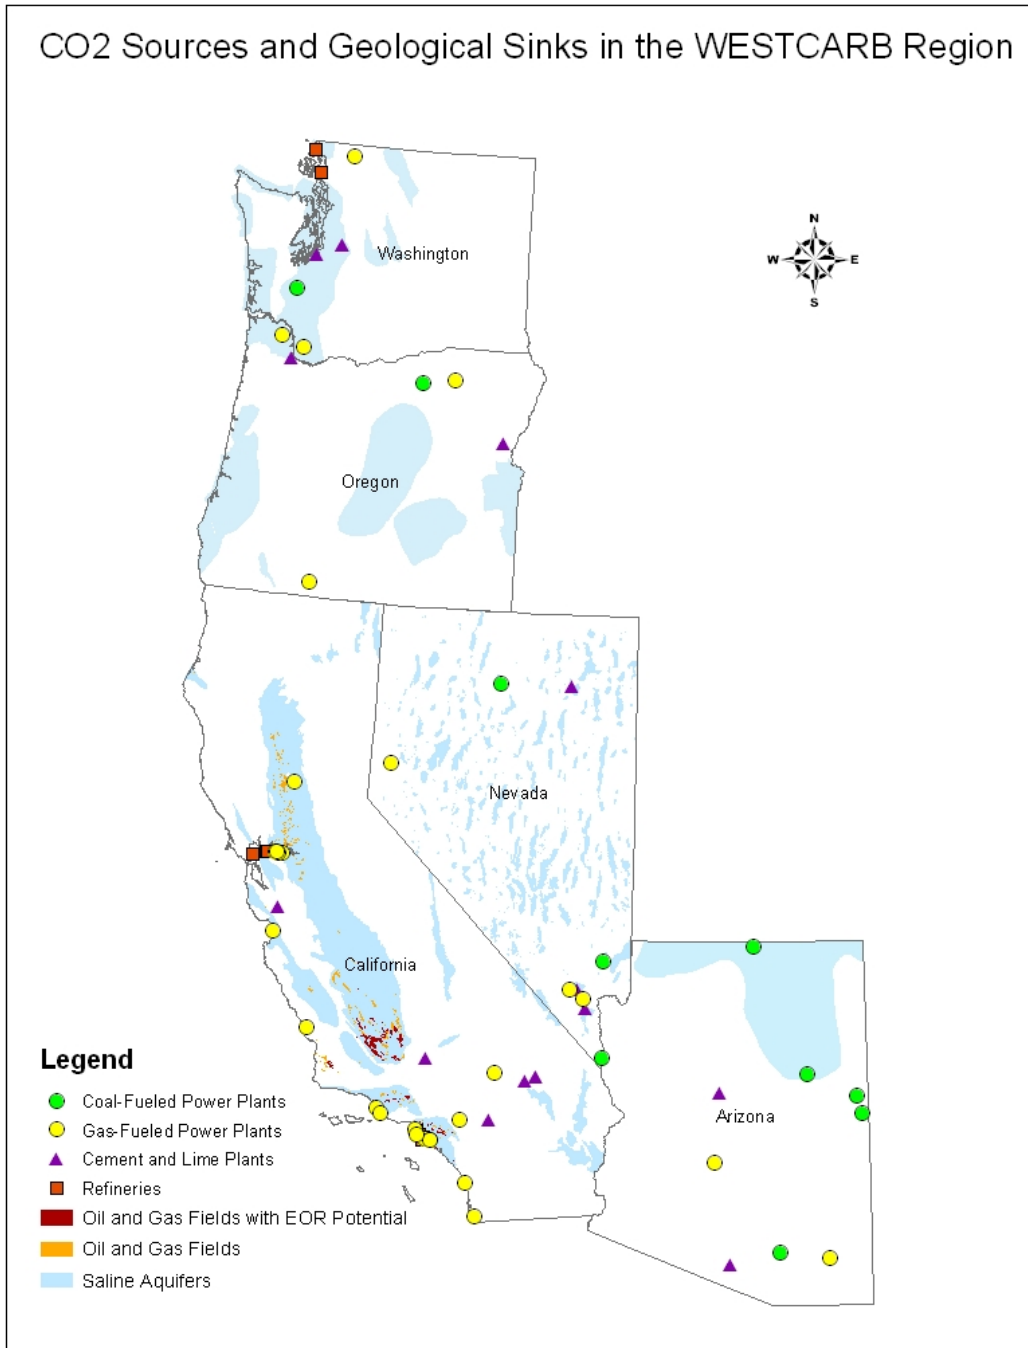 CO2 Sources and Geological Sinks in the WESTCARB Region
N
W E
S
Washington
Oregon
Nevada
California
Arizona
Legend
Coal-Fueled Power Plants
Gas-Fueled Power Plants
Cement and Lime Plants
Refineries
Oil and Gas Fields with EOR Potential
Oil and Gas Fields
Saline Aquifers